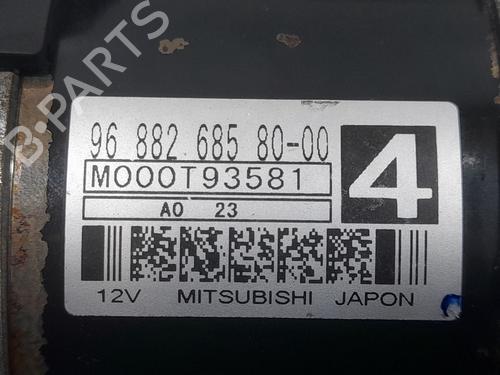 96 882 685 80-00
4
M000T93581
A0 23
12V MITSUBISHI JAPON
B-PARTS